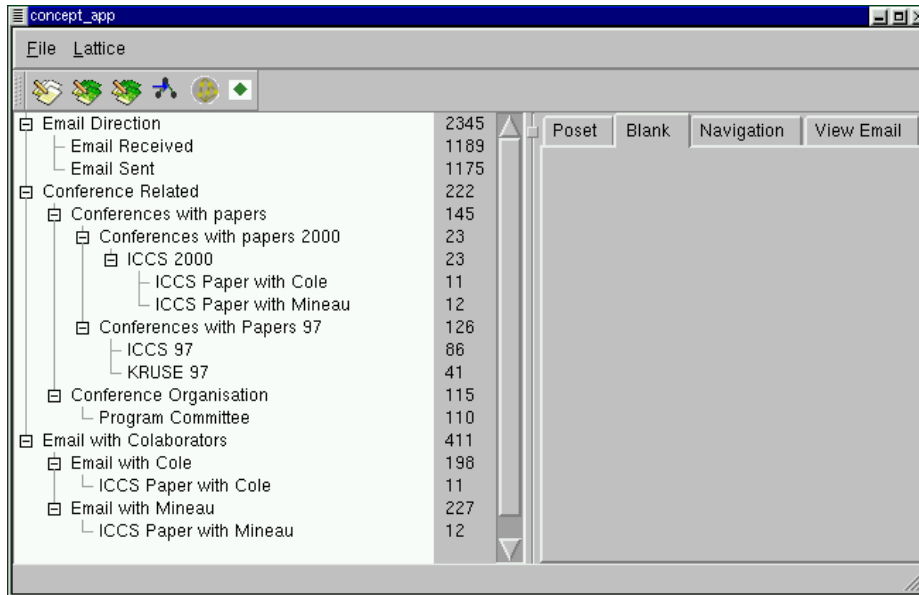 concept_app
File Lattice
Email Direction 2345
Email Received 1189
Email Sent 1175
Conference Related 222
Conferences with papers 145
Conferences with papers 2000 23
ICCS 2000 23
ICCS Paper with Cole 11
ICCS Paper with Mineau 12
Conferences with Papers 97 126
ICCS 97 86
KRUSE 97 41
Conference Organisation 115
Program Committee 110
Email with Colaborators 411
Email with Cole 198
ICCS Paper with Cole 11
Email with Mineau 227
ICCS Paper with Mineau 12
Poset Blank Navigation View Email